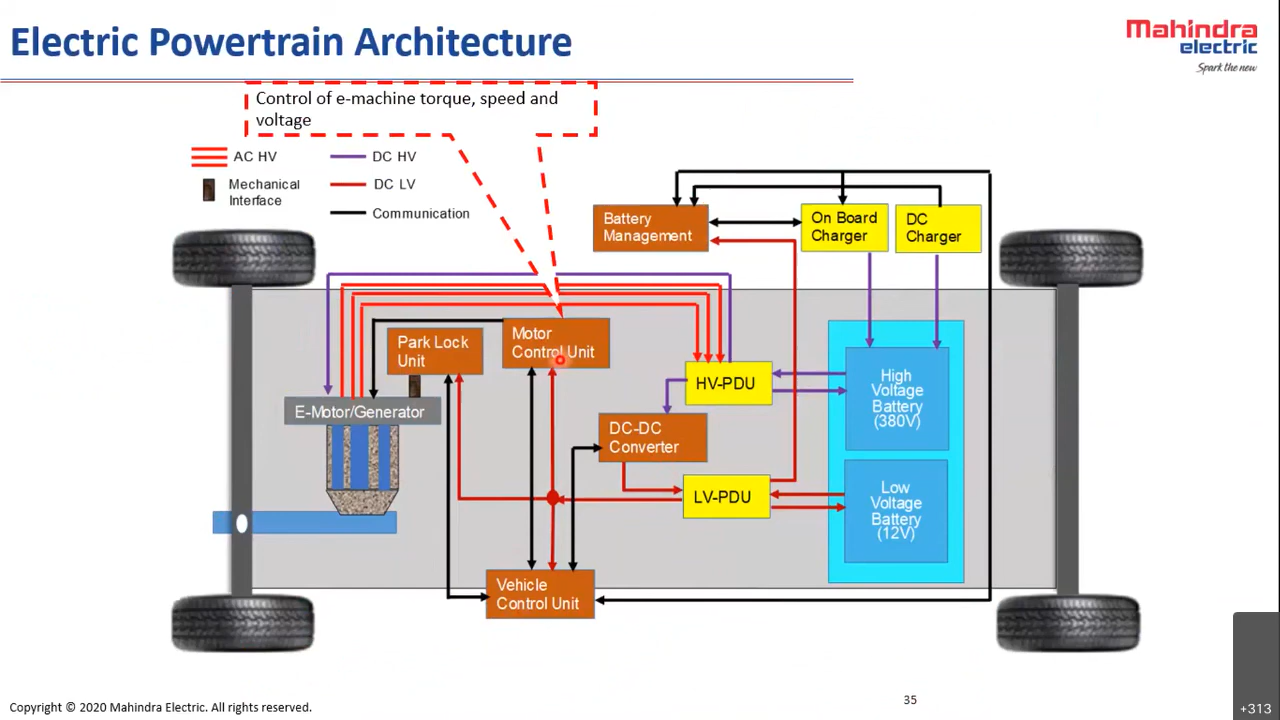 Electric Powertrain Architecture
Mahindra
electric
Spark the new
Control of e-machine torque, speed and
voltage
AC HV
DC HV
Mechanical
Interface
DC LV
Communication
Battery
Management
On Board
Charger
DC
Charger
Park Lock
Unit
Motor
Control Unit
HV-PDU
High
Voltage
Battery
(380V)
E-Motor/Generator
DC-DC
Converter
LV-PDU
Low
Voltage
Battery
(12V)
Vehicle
Control Unit
Copyright © 2020 Mahindra Electric. All rights reserved.
35
+313